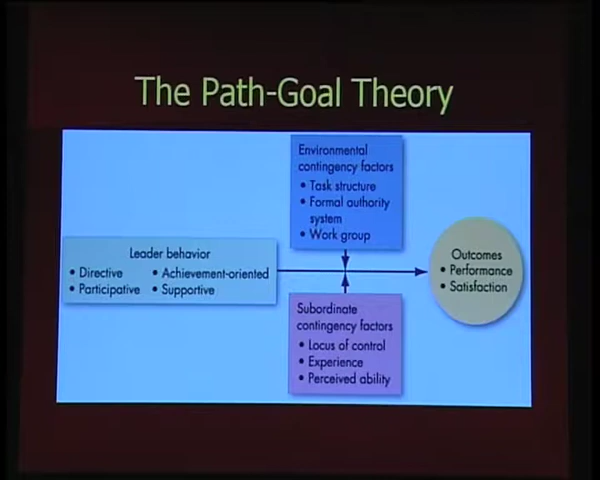 The Path-Goal Theory
Environmental
contingency factors
• Task structure
• Formal authority
system
• Work group
Leader behavior
• Directive • Achievement-oriented
• Participative • Supportive
Outcomes
• Performance
• Satisfaction
Subordinate
contingency factors
• Locus of control
• Experience
• Perceived ability